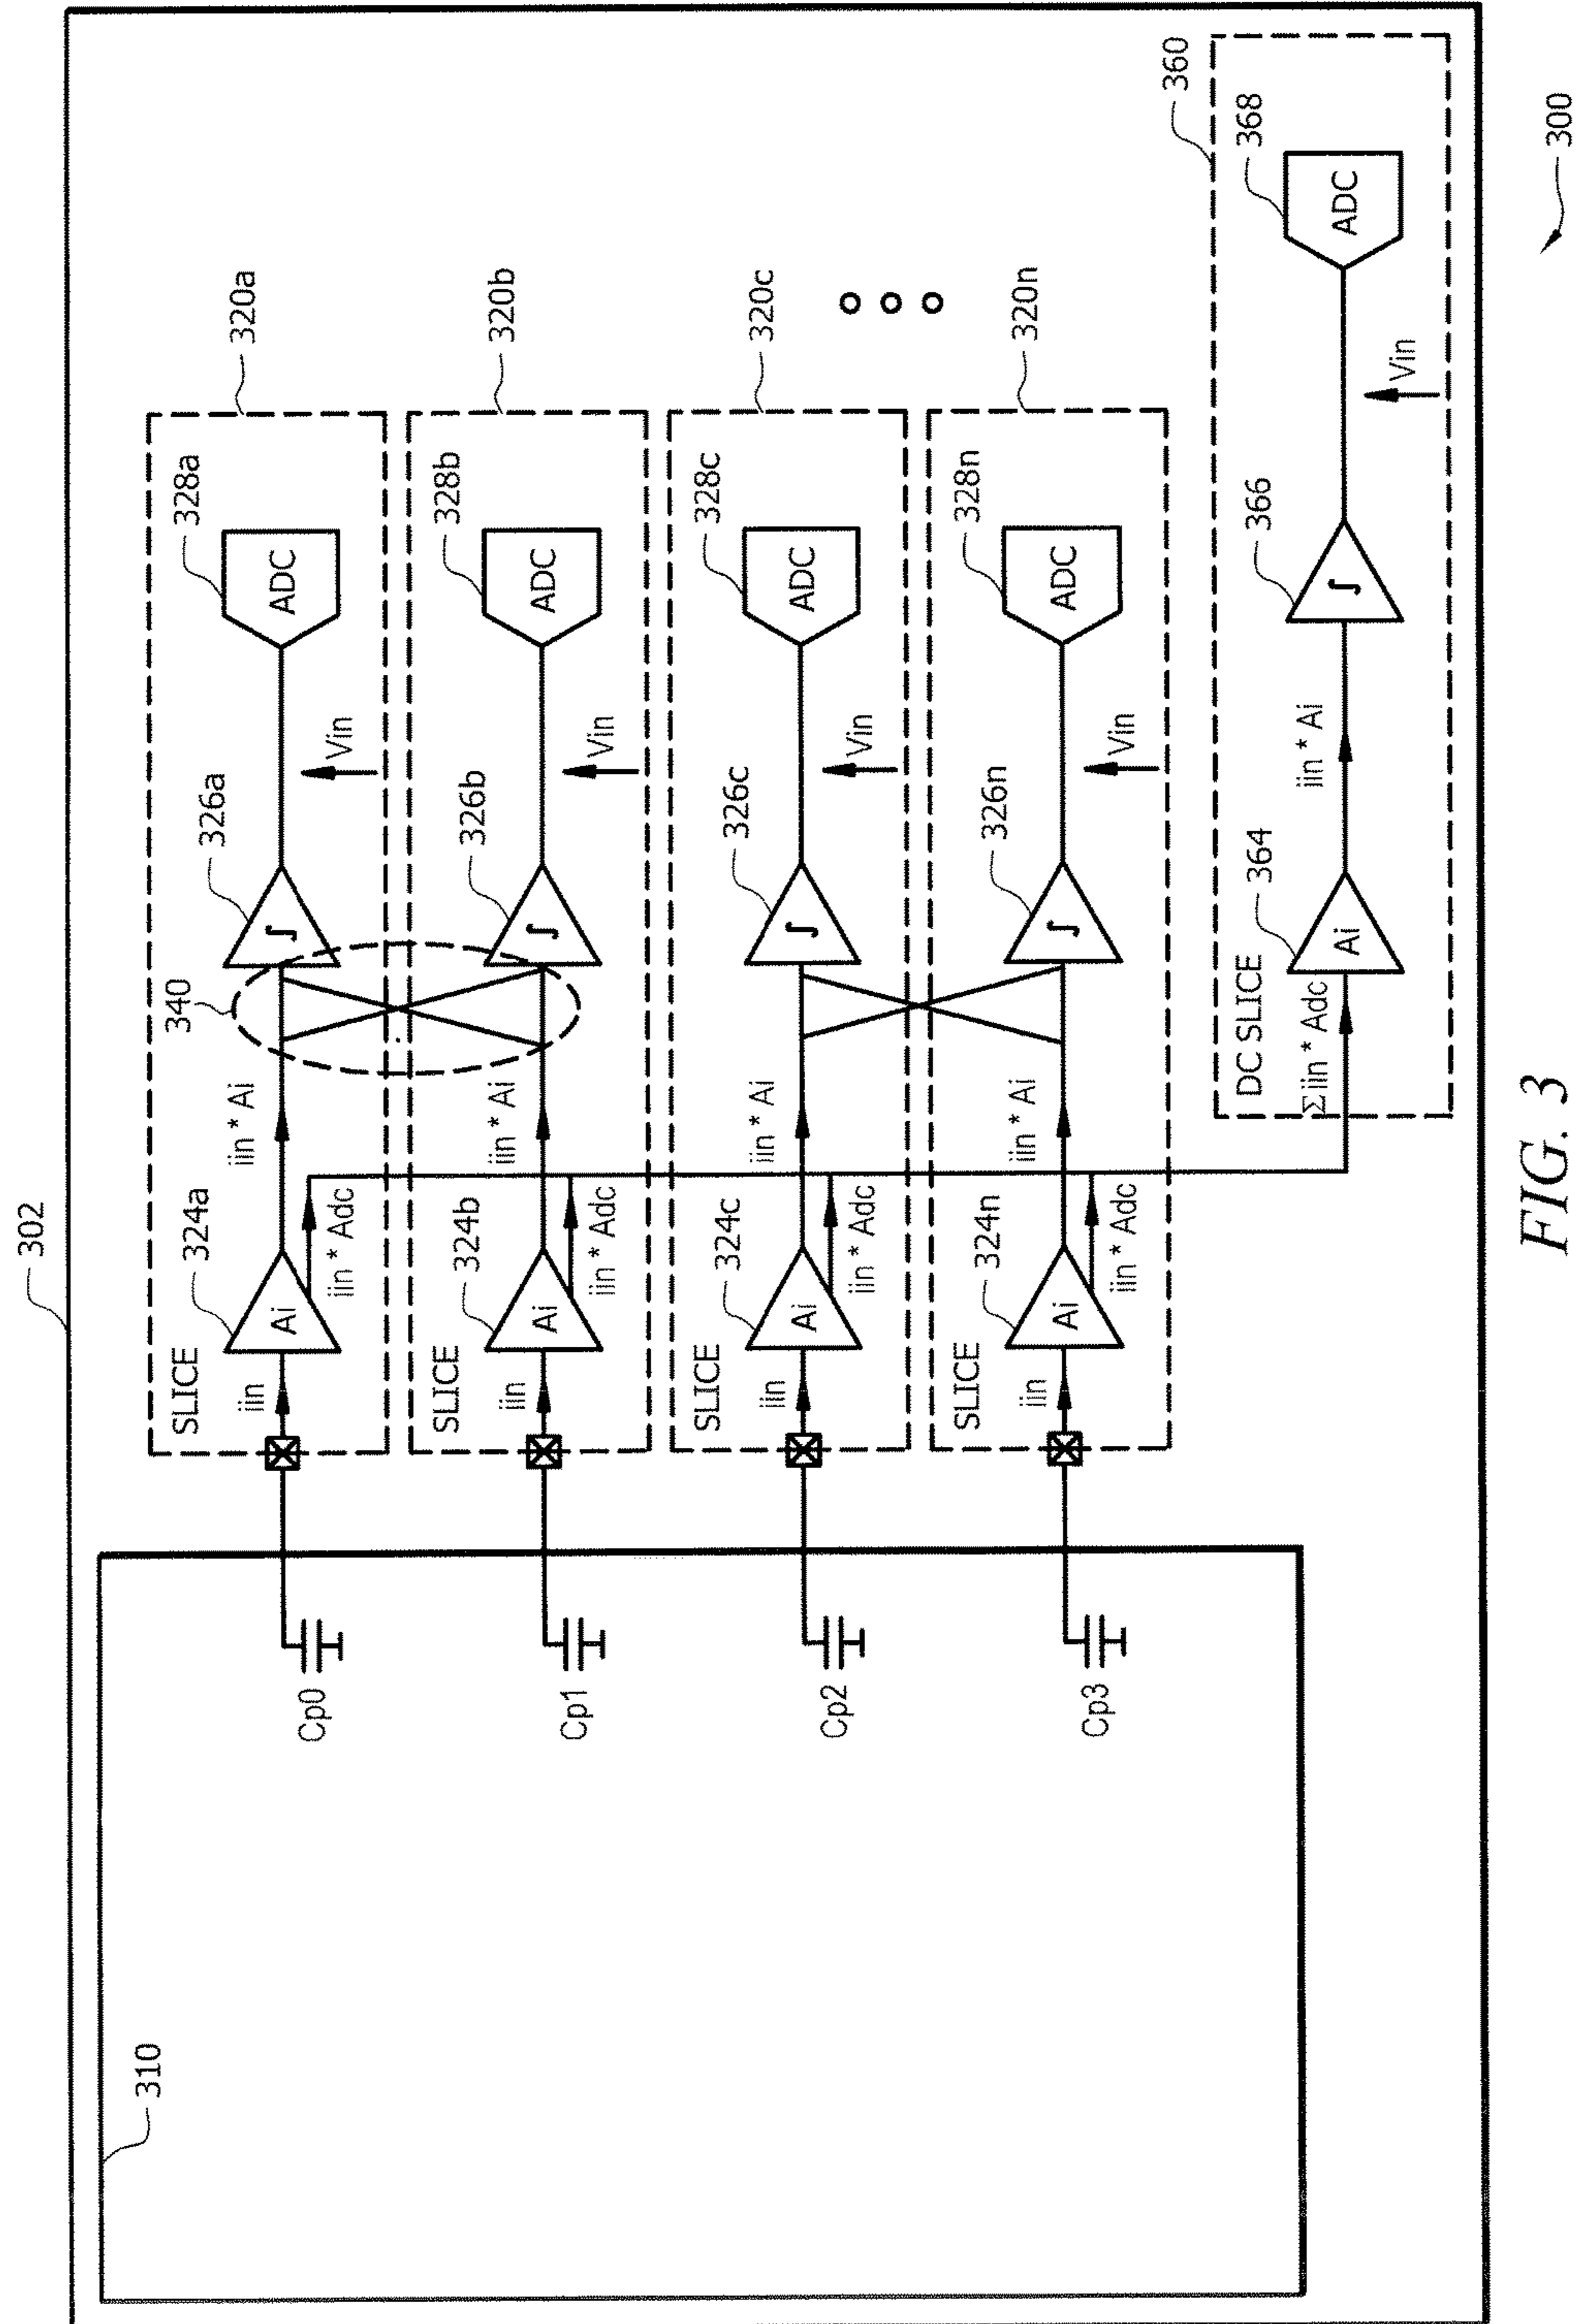 302
310
Cp0
SLICE
iin
Ai
324a
iin * Adc
iin * Ai
340
326a
∫
Vin
328a
ADC
320a
Cp1
SLICE
iin
Ai
324b
iin * Adc
iin * Ai
326b
∫
Vin
328b
ADC
320b
Cp2
SLICE
iin
Ai
324c
iin * Adc
iin * Ai
326c
∫
Vin
328c
ADC
320c
Cp3
SLICE
iin
Ai
324n
iin * Adc
iin * Ai
326n
∫
Vin
328n
ADC
320n
DC SLICE
Σiin * Adc
Ai
364
iin * Ai
366
∫
Vin
368
ADC
360
300
FIG. 3